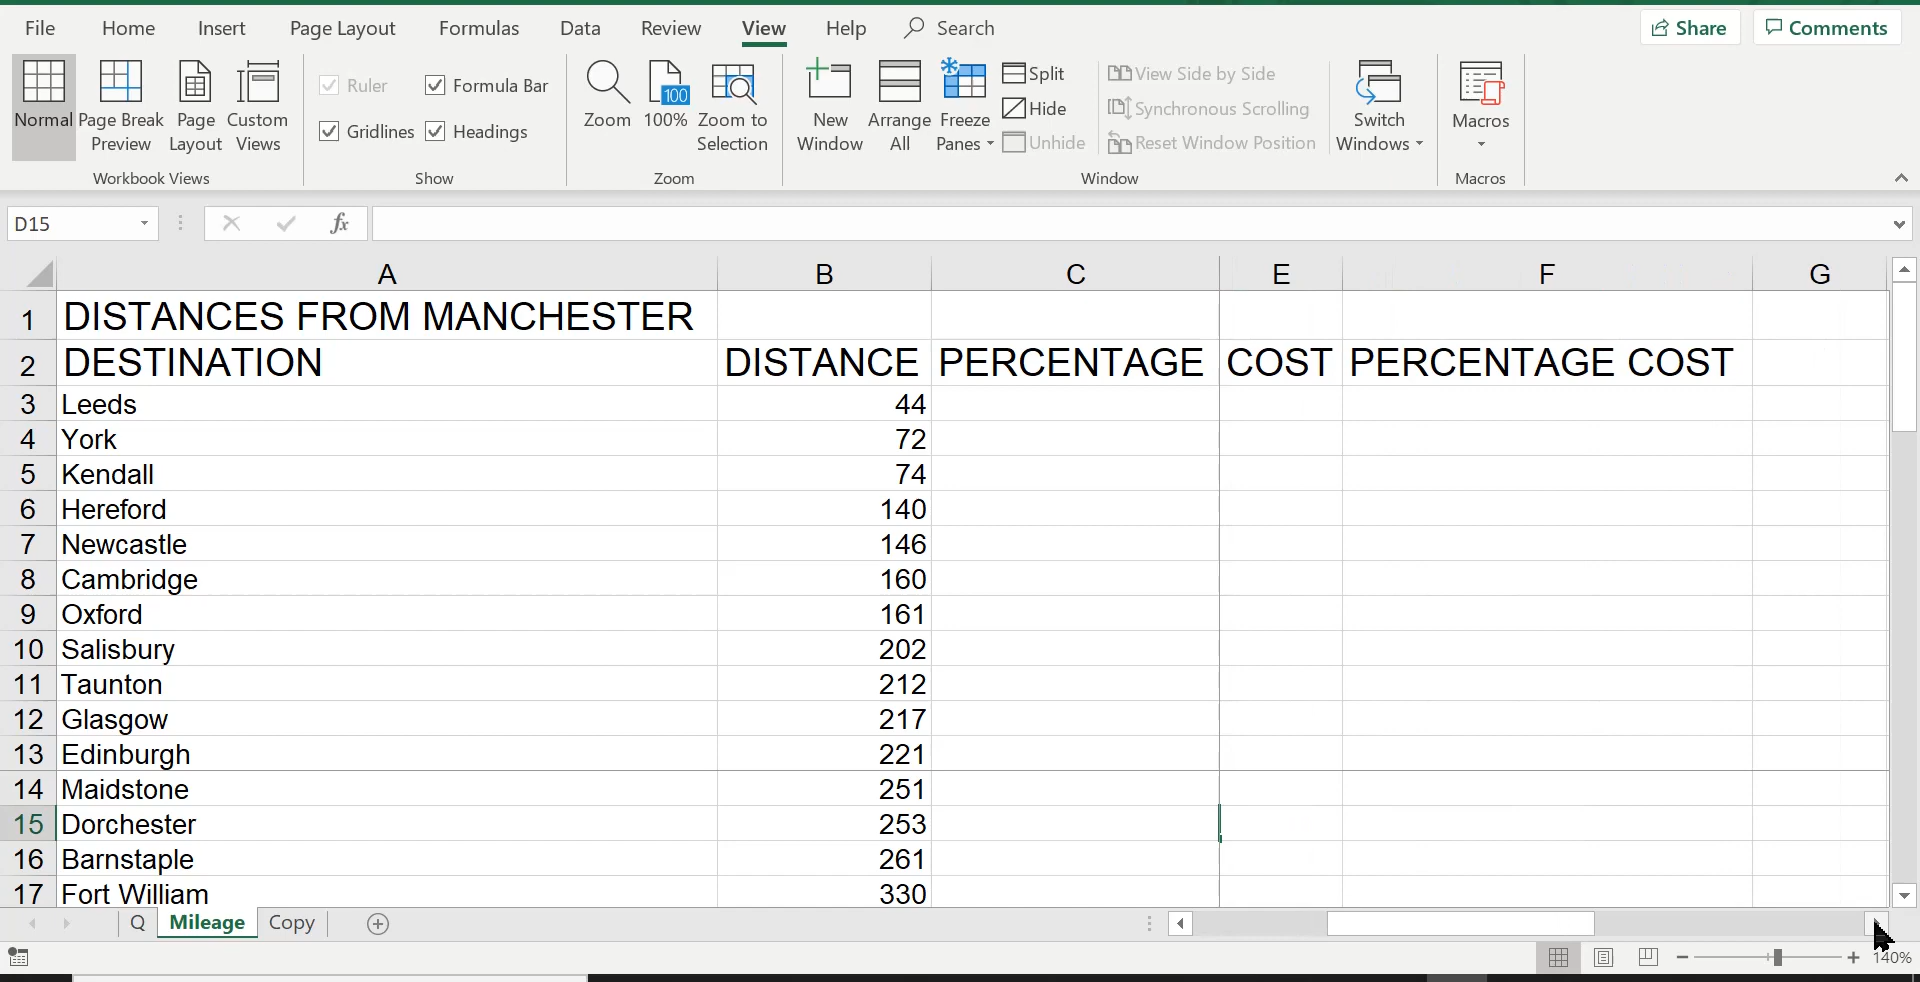 File Home Insert Page Layout Formulas Data Review View Help Search Share Comments
Normal Page Break Preview Page Layout Custom Views
Workbook Views
Ruler Formula Bar
Gridlines Headings
Show
Zoom 100 100% Zoom to Selection
Zoom
New Window Arrange All Freeze Panes
Split
Hide
Unhide
View Side by Side
Synchronous Scrolling
Reset Window Position
Switch Windows
Window
Macros
Macros
D15 fx
A B C E F G
1 DISTANCES FROM MANCHESTER
2 DESTINATION DISTANCE PERCENTAGE COST PERCENTAGE COST
3 Leeds 44
4 York 72
5 Kendall 74
6 Hereford 140
7 Newcastle 146
8 Cambridge 160
9 Oxford 161
10 Salisbury 202
11 Taunton 212
12 Glasgow 217
13 Edinburgh 221
14 Maidstone 251
15 Dorchester 253
16 Barnstaple 261
17 Fort William 330
Q Mileage Copy
140%